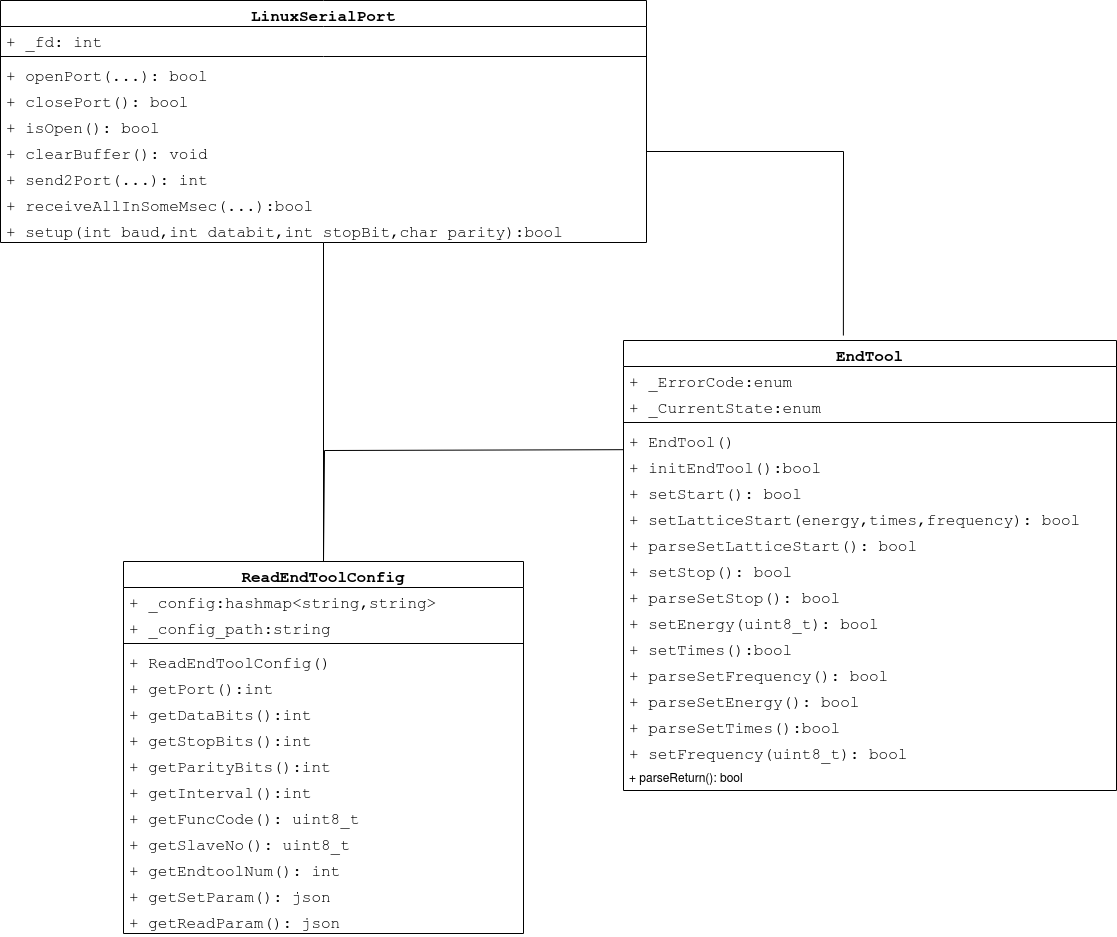 LinuxSerialPort
+ _fd: int
+ openPort(...): bool
+ closePort(): bool
+ isOpen(): bool
+ clearBuffer(): void
+ send2Port(...): int
+ receiveAllInSomeMsec(...):bool
+ setup(int baud,int databit,int stopBit,char parity):bool
EndTool
+ _ErrorCode:enum
+ _CurrentState:enum
+ EndTool()
+ initEndTool():bool
+ setStart(): bool
+ setLatticeStart(energy,times,frequency): bool
+ parseSetLatticeStart(): bool
+ setStop(): bool
+ parseSetStop(): bool
+ setEnergy(uint8_t): bool
+ setTimes():bool
+ parseSetFrequency(): bool
+ parseSetEnergy(): bool
+ parseSetTimes():bool
+ setFrequency(uint8_t): bool
+ parseReturn(): bool
ReadEndToolConfig
+ _config:hashmap<string,string>
+ _config_path:string
+ ReadEndToolConfig()
+ getPort():int
+ getDataBits():int
+ getStopBits():int
+ getParityBits():int
+ getInterval():int
+ getFuncCode(): uint8_t
+ getSlaveNo(): uint8_t
+ getEndtoolNum(): int
+ getSetParam(): json
+ getReadParam(): json